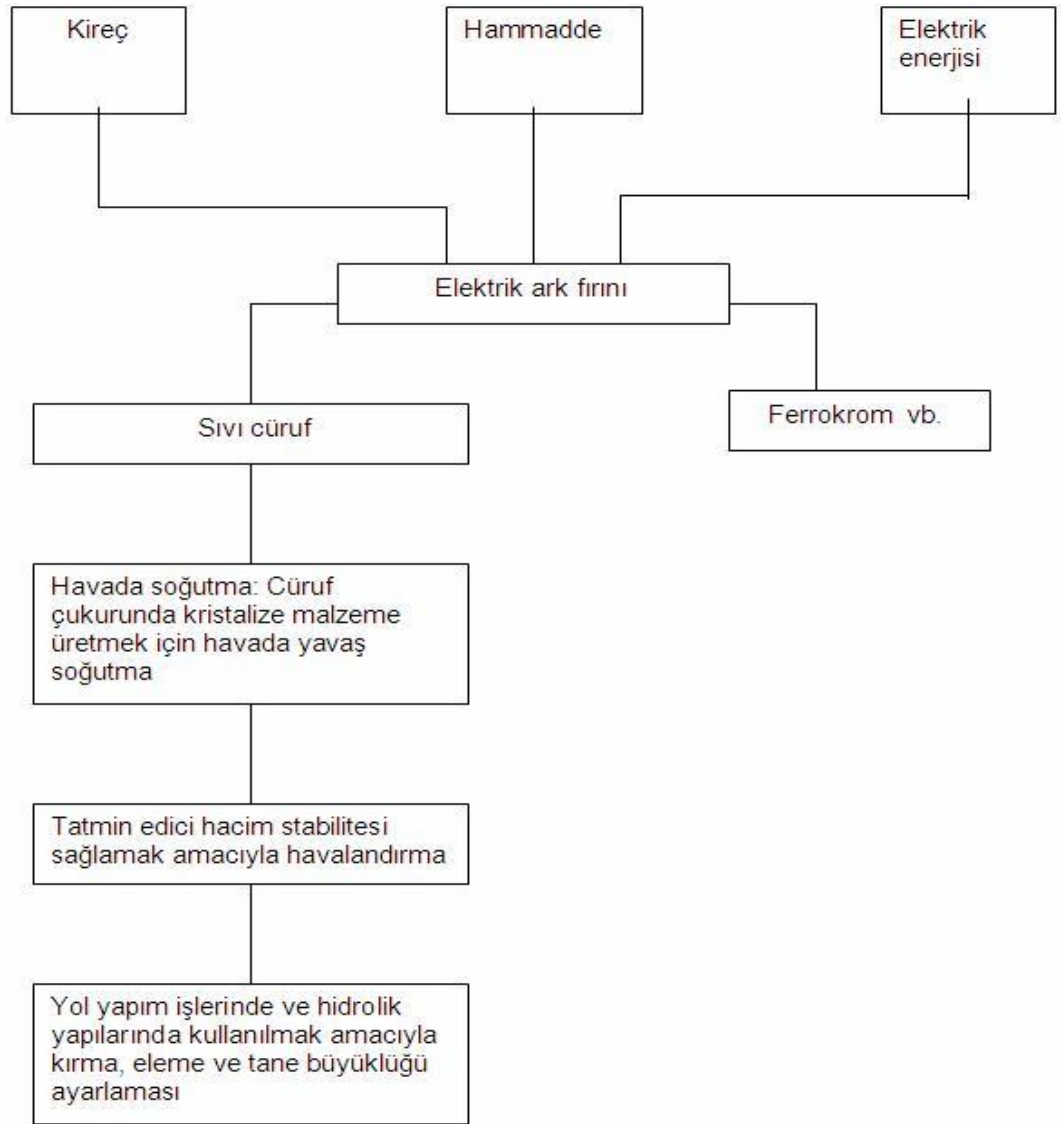 Kireç
Hammadde
Elektrik
enerjisi
Elektrik ark fırını
Sıvı cüruf
Ferrokrom vb.
Havada soğutma: Cüruf
çukurunda kristalize malzeme
üretmek için havada yavaş
soğutma
Tatmin edici hacim stabilitesi
sağlamak amacıyla havalandırma
Yol yapım işlerinde ve hidrolik
yapılarında kullanılmak amacıyla
kırma, eleme ve tane büyüklüğü
ayarlaması